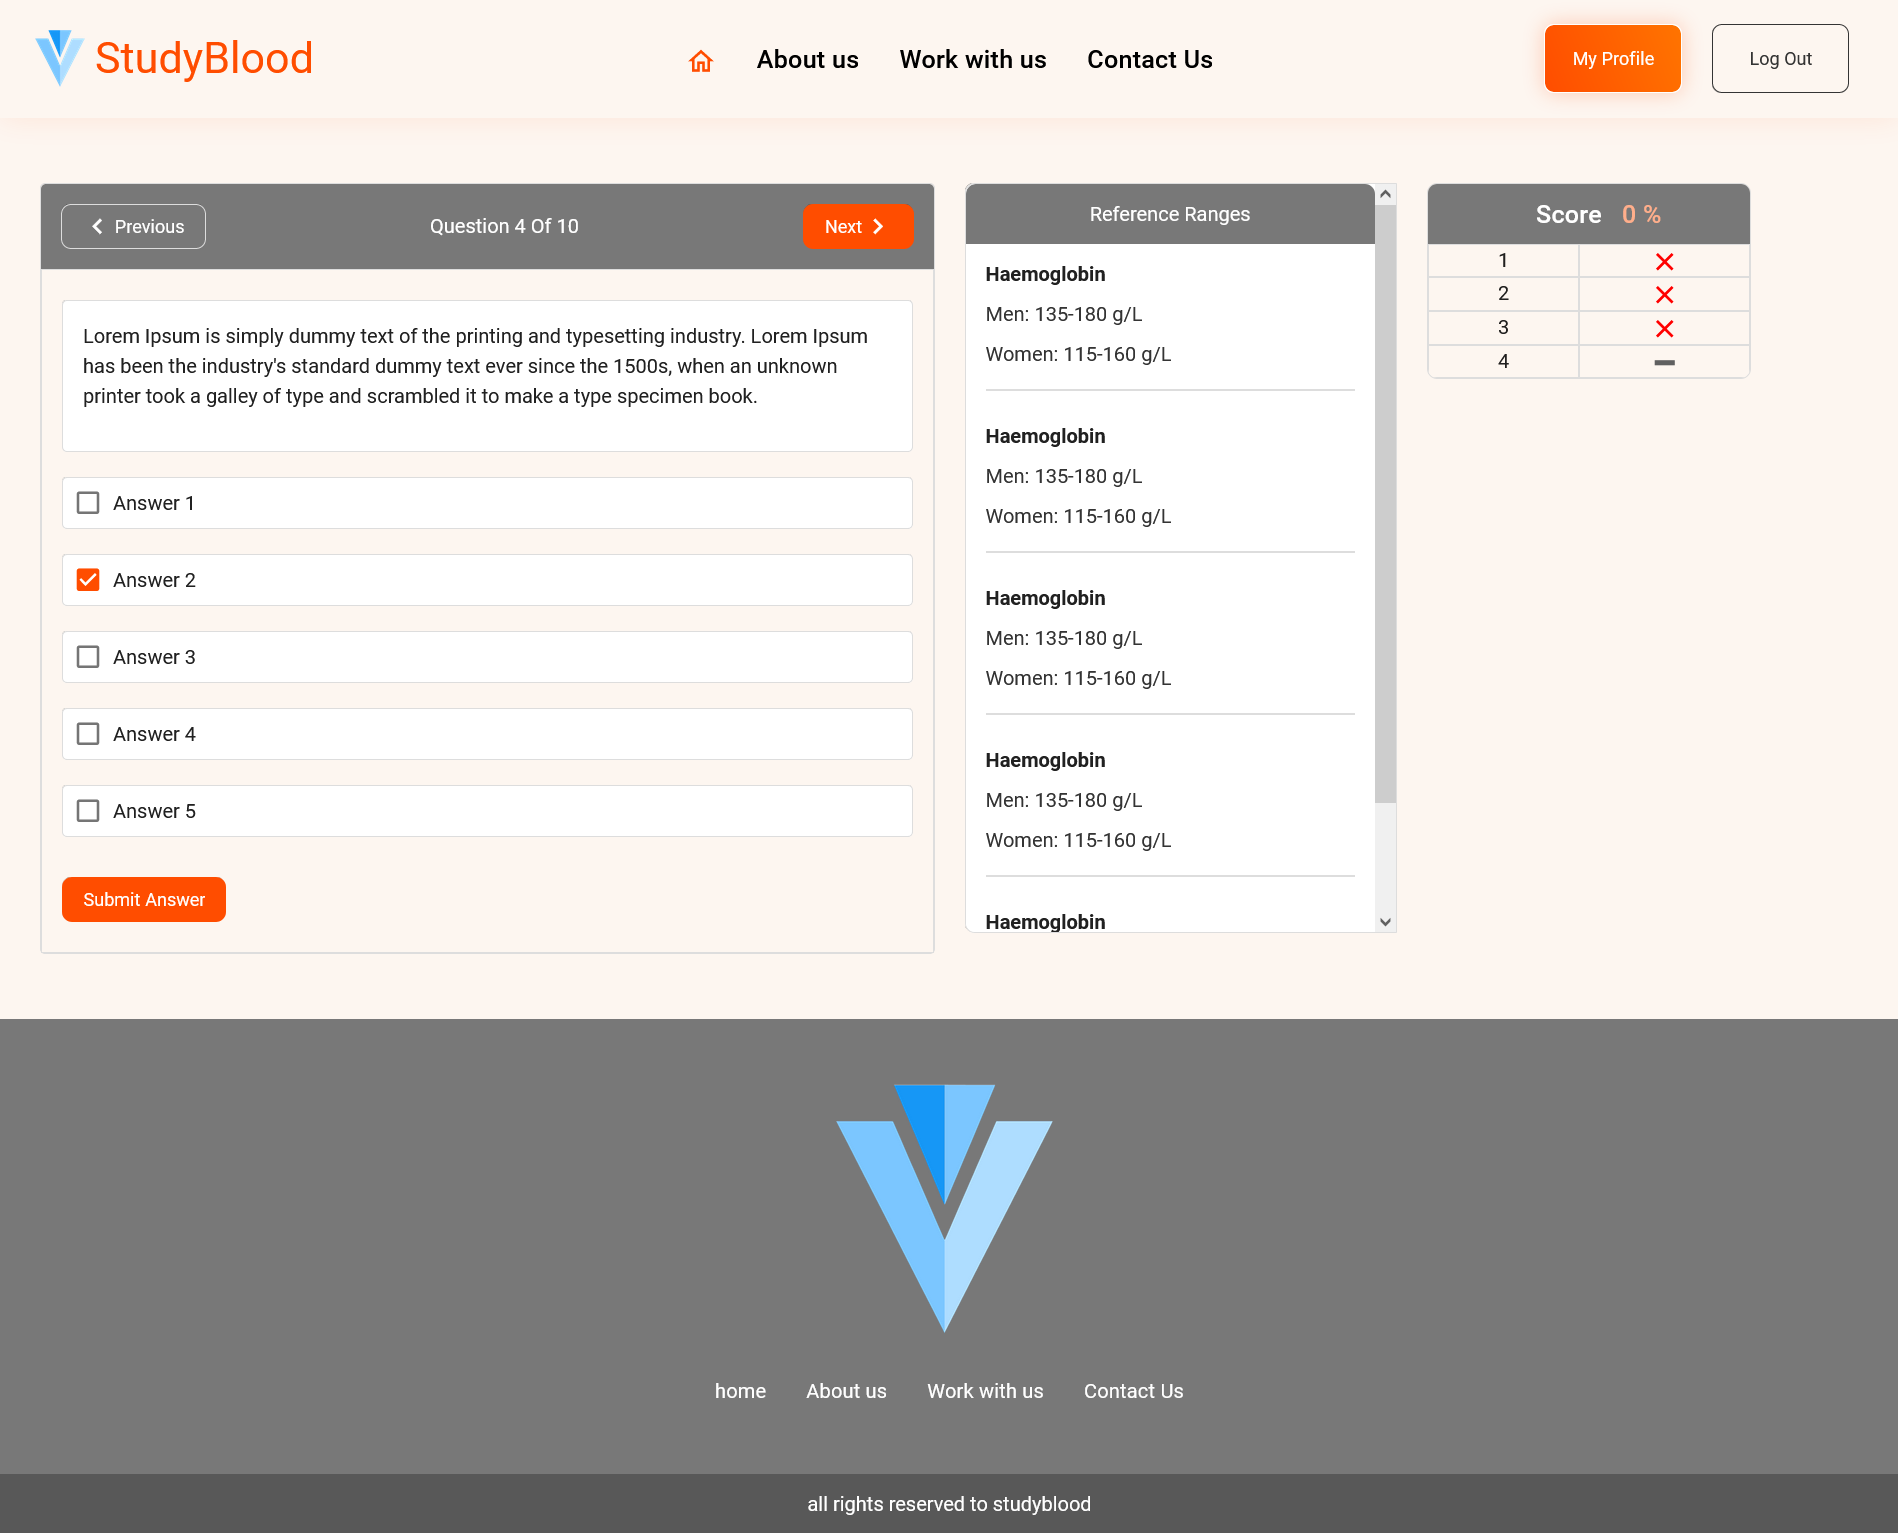 StudyBlood
About us
Work with us
Contact Us
My Profile
Log Out
Previous
Question 4 Of 10
Next
Lorem Ipsum is simply dummy text of the printing and typesetting industry. Lorem Ipsum
has been the industry's standard dummy text ever since the 1500s, when an unknown
printer took a galley of type and scrambled it to make a type specimen book.
Answer 1
Answer 2
Answer 3
Answer 4
Answer 5
Submit Answer
Reference Ranges
Haemoglobin
Men: 135-180 g/L
Women: 115-160 g/L
Haemoglobin
Men: 135-180 g/L
Women: 115-160 g/L
Haemoglobin
Men: 135-180 g/L
Women: 115-160 g/L
Haemoglobin
Men: 135-180 g/L
Women: 115-160 g/L
Haemoglobin
Score 0 %
1
2
3
4
home
About us
Work with us
Contact Us
all rights reserved to studyblood